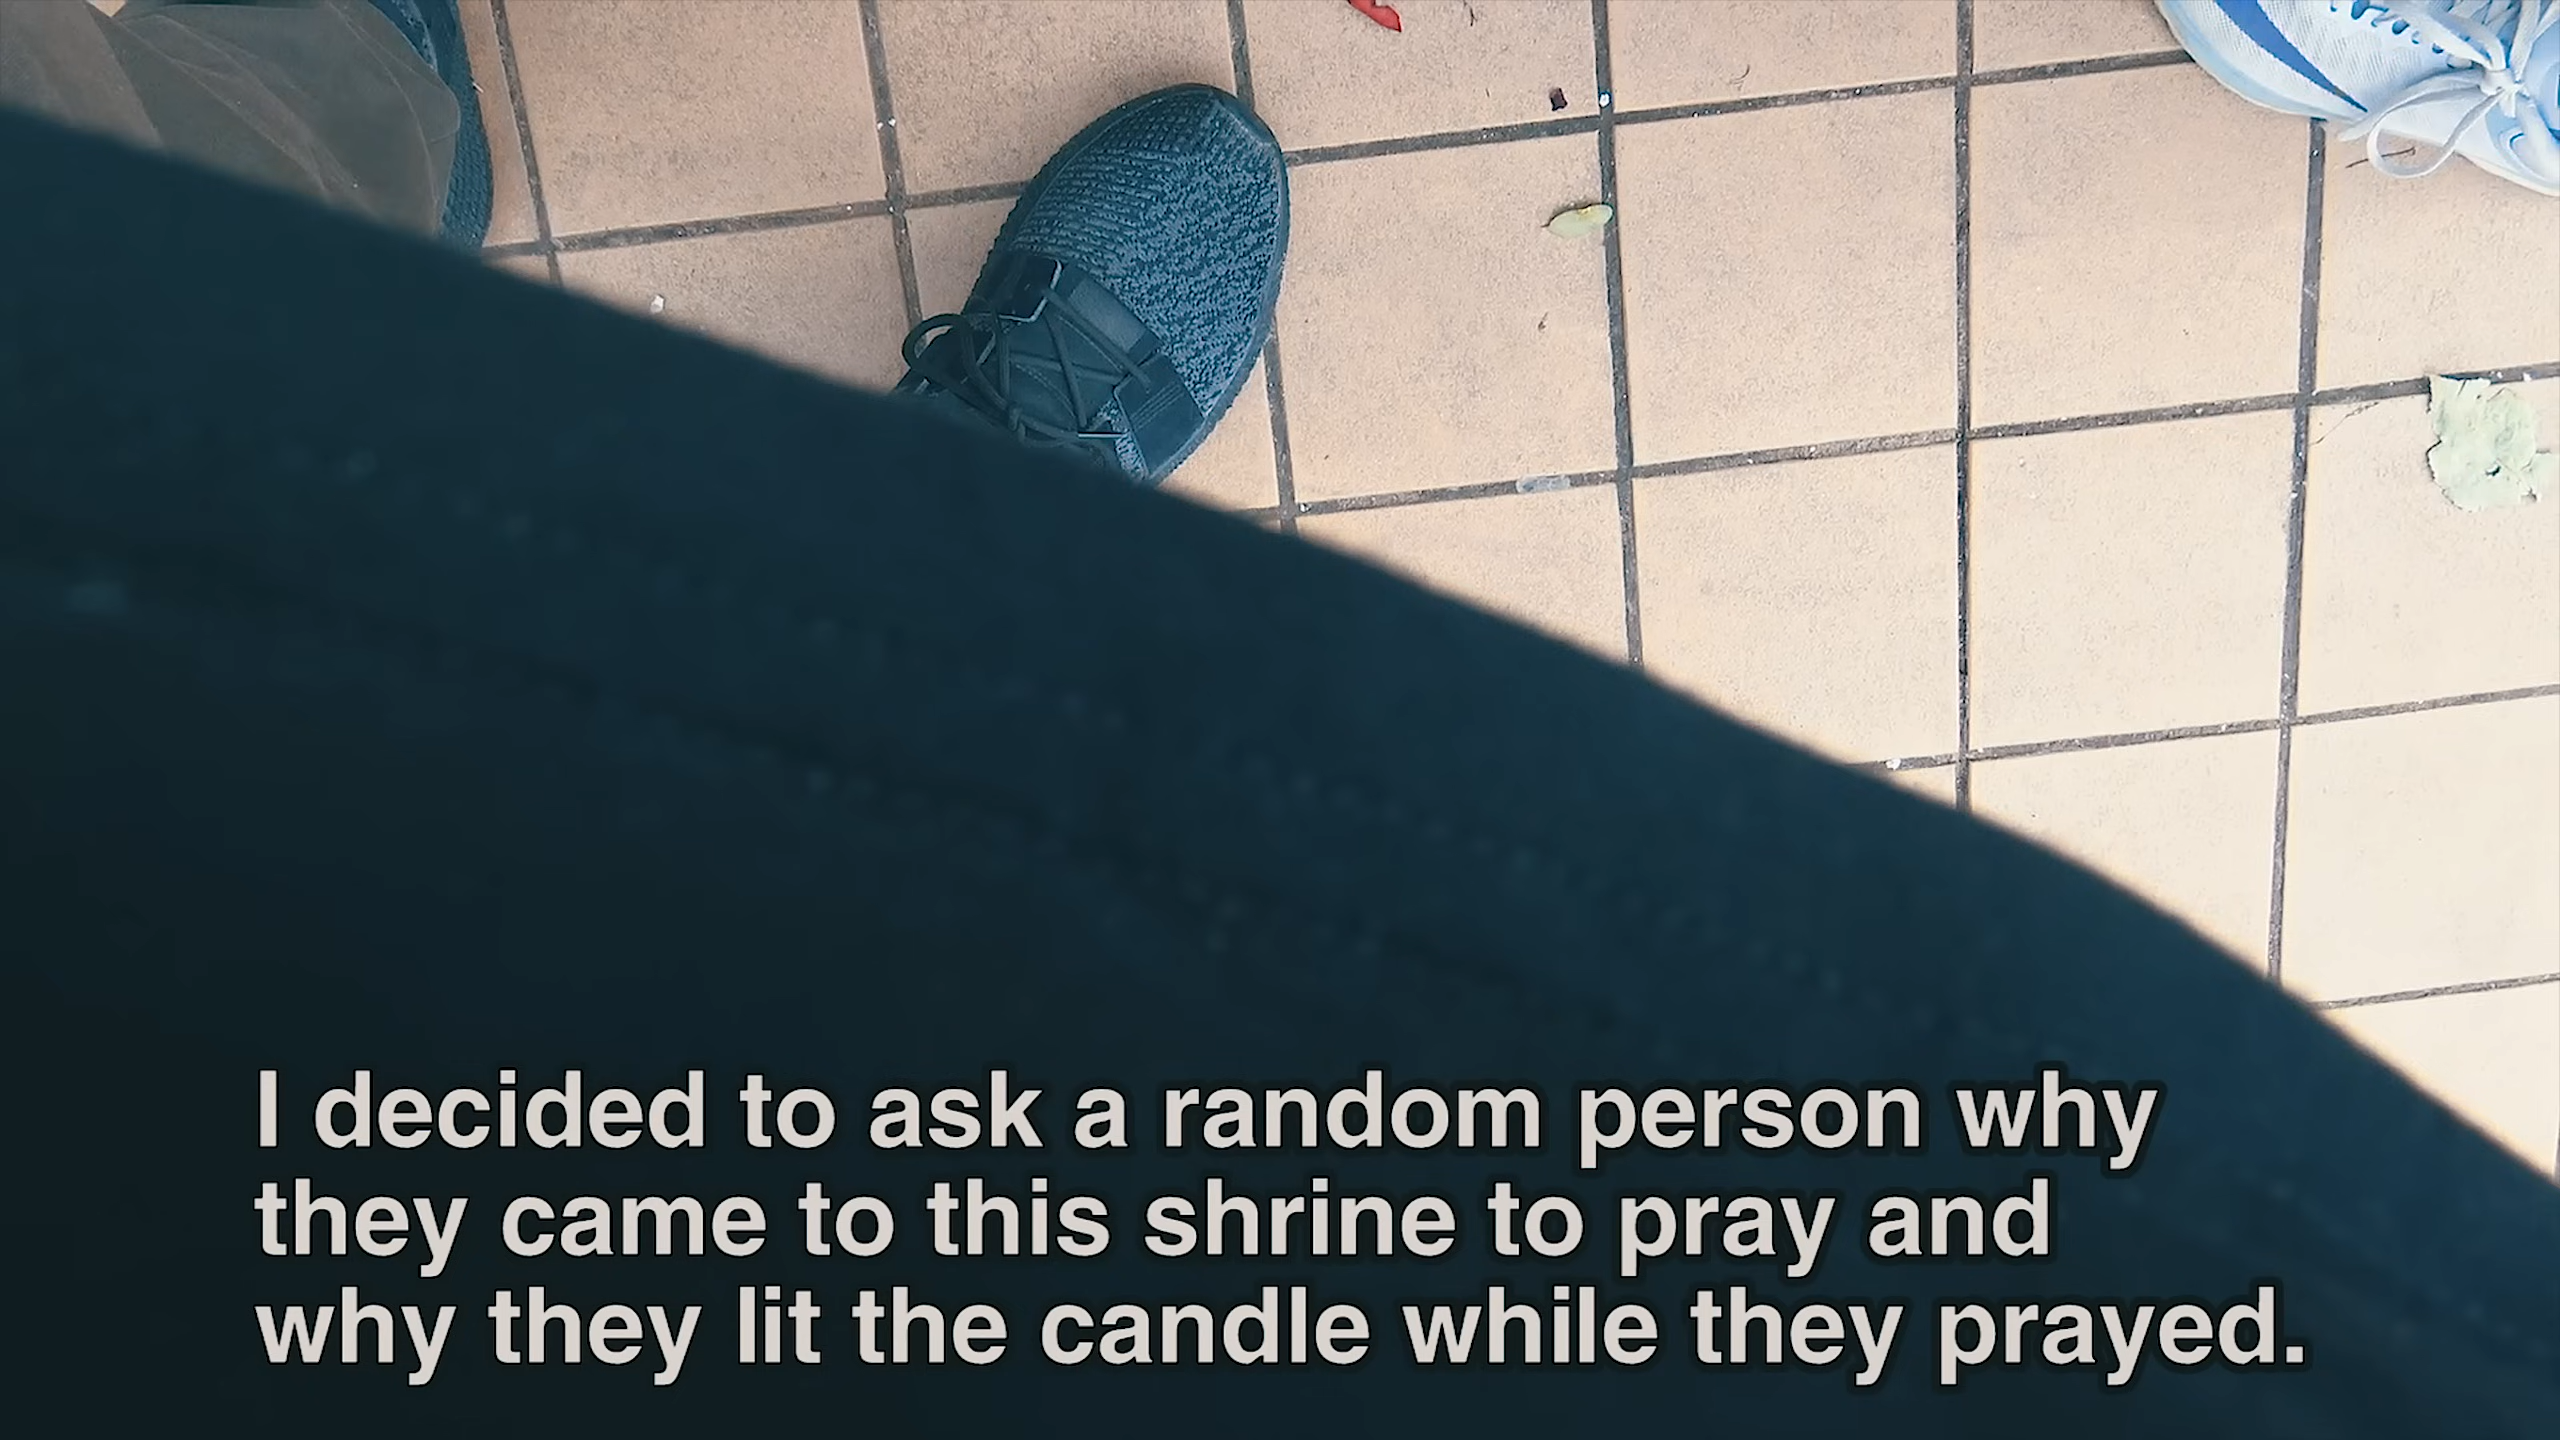 I decided to ask a random person why
they came to this shrine to pray and
why they lit the candle while they prayed.